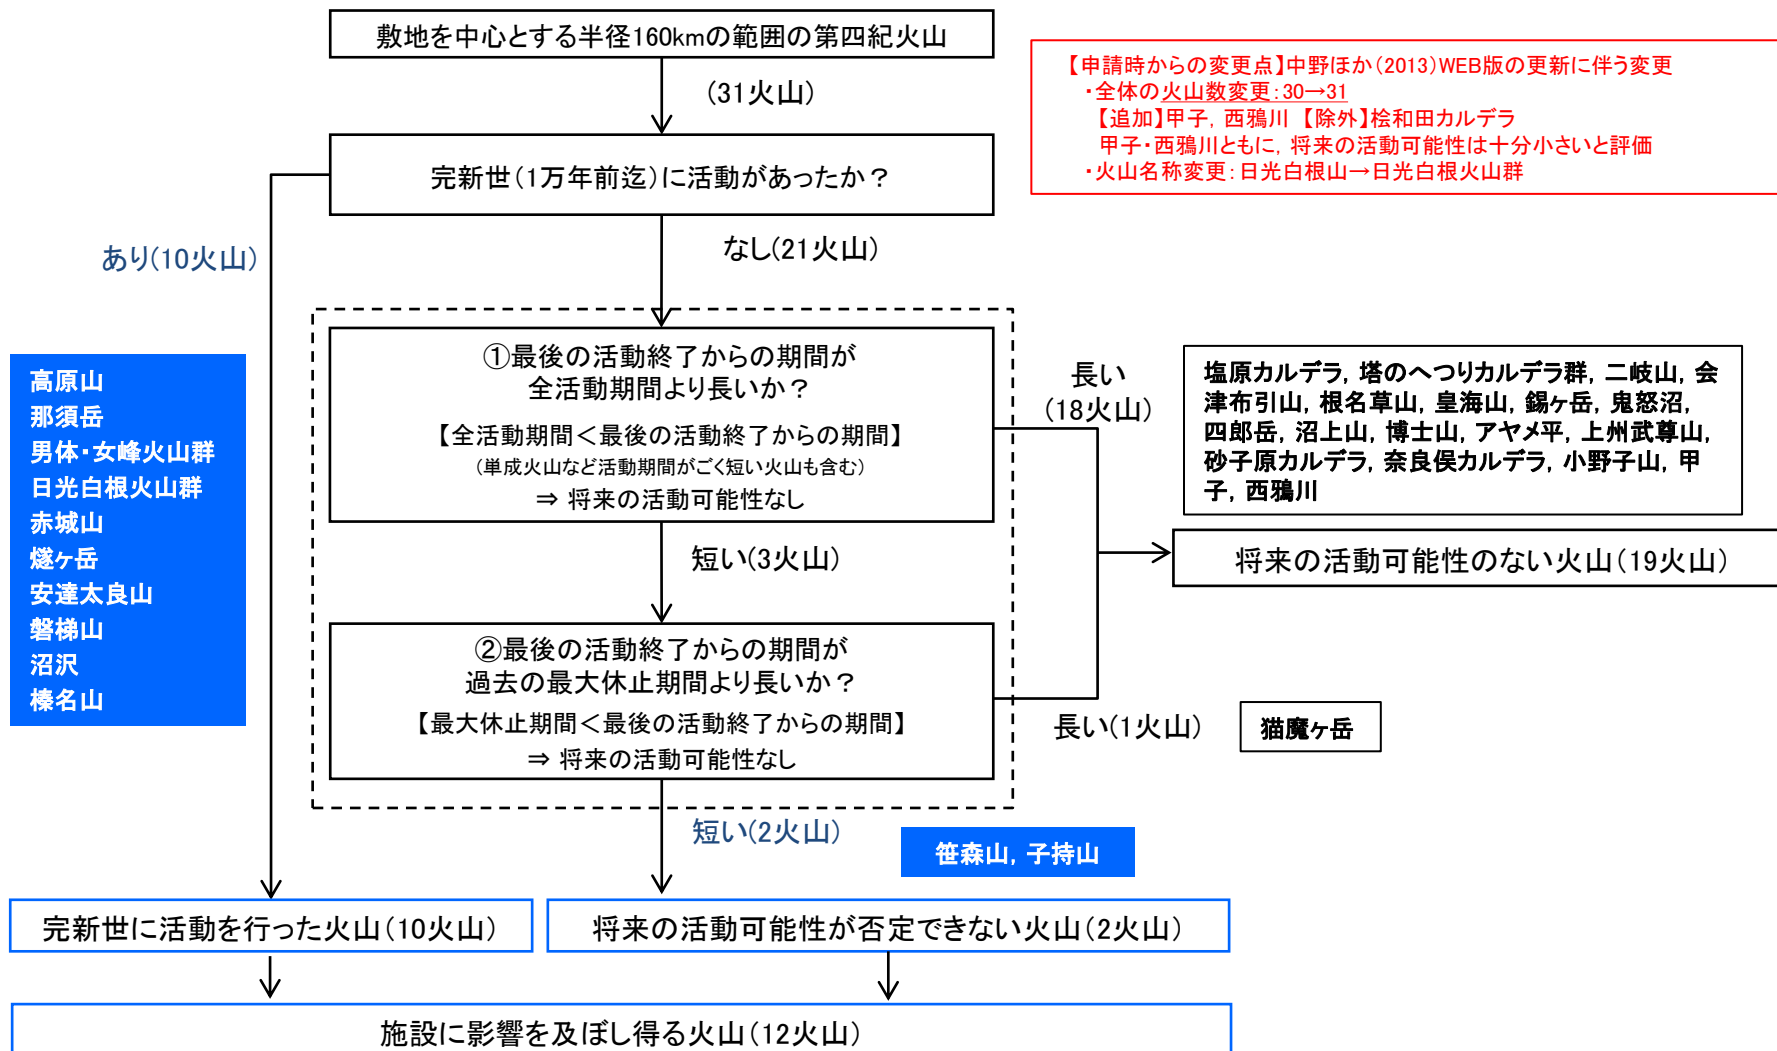 敷地を中心とする半径160kmの範囲の第四紀火山
(31火山)
【申請時からの変更点】中野ほか(2013)WEB版の更新に伴う変更
・全体の火山数変更：30→31
【追加】甲子，西鴉川 【除外】桧和田カルデラ
甲子・西鴉川ともに，将来の活動可能性は十分小さいと評価
・火山名称変更：日光白根山→日光白根火山群
完新世(1万年前迄)に活動があったか？
あり(10火山)
なし(21火山)
高原山
那須岳
男体・女峰火山群
日光白根火山群
赤城山
燧ヶ岳
安達太良山
磐梯山
沼沢
榛名山
①最後の活動終了からの期間が
全活動期間より長いか？
【全活動期間＜最後の活動終了からの期間】
(単成火山など活動期間がごく短い火山も含む)
⇒ 将来の活動可能性なし
長い
(18火山)
塩原カルデラ，塔のへつりカルデラ群，二岐山，会
津布引山，根名草山，皇海山，錫ヶ岳，鬼怒沼，
四郎岳，沼上山，博士山，アヤメ平，上州武尊山，
砂子原カルデラ，奈良俣カルデラ，小野子山，甲
子，西鴉川
短い(3火山)
将来の活動可能性のない火山(19火山)
②最後の活動終了からの期間が
過去の最大休止期間より長いか？
【最大休止期間＜最後の活動終了からの期間】
⇒ 将来の活動可能性なし
長い(1火山)
猫魔ヶ岳
短い(2火山)
笹森山，子持山
完新世に活動を行った火山(10火山)
将来の活動可能性が否定できない火山(2火山)
施設に影響を及ぼし得る火山(12火山)